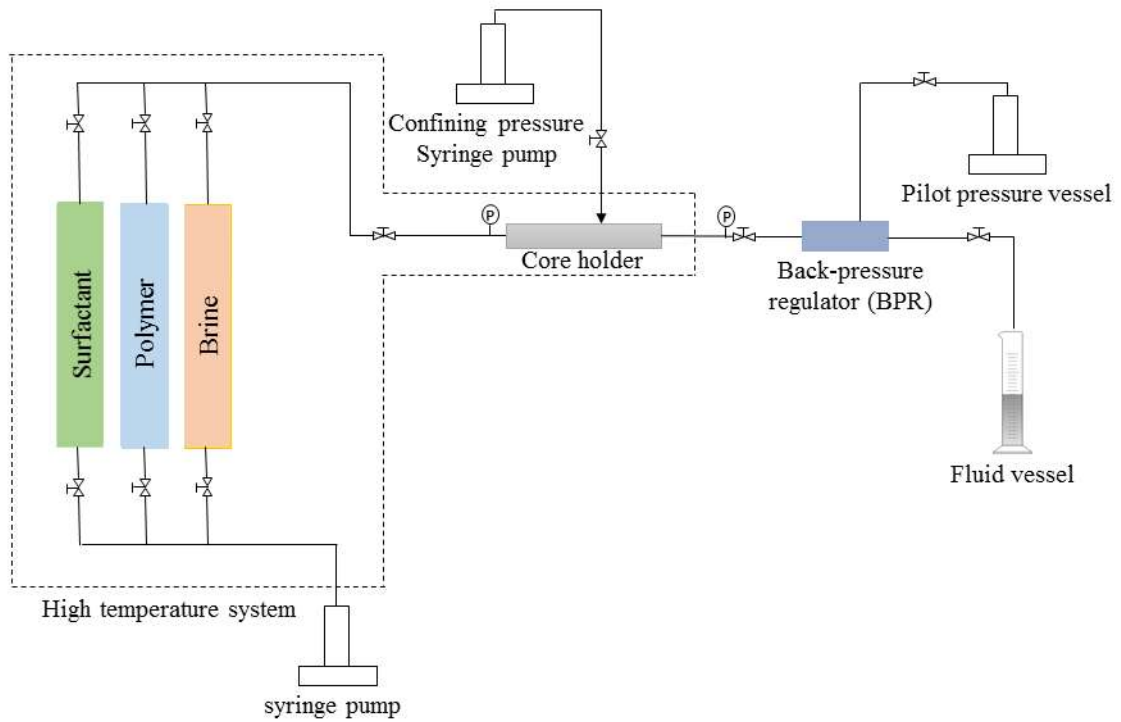 Confining pressure
Syringe pump
Pilot pressure vessel
P
P
Core holder
Back-pressure
regulator (BPR)
Surfactant
Polymer
Brine
Fluid vessel
High temperature system
syringe pump